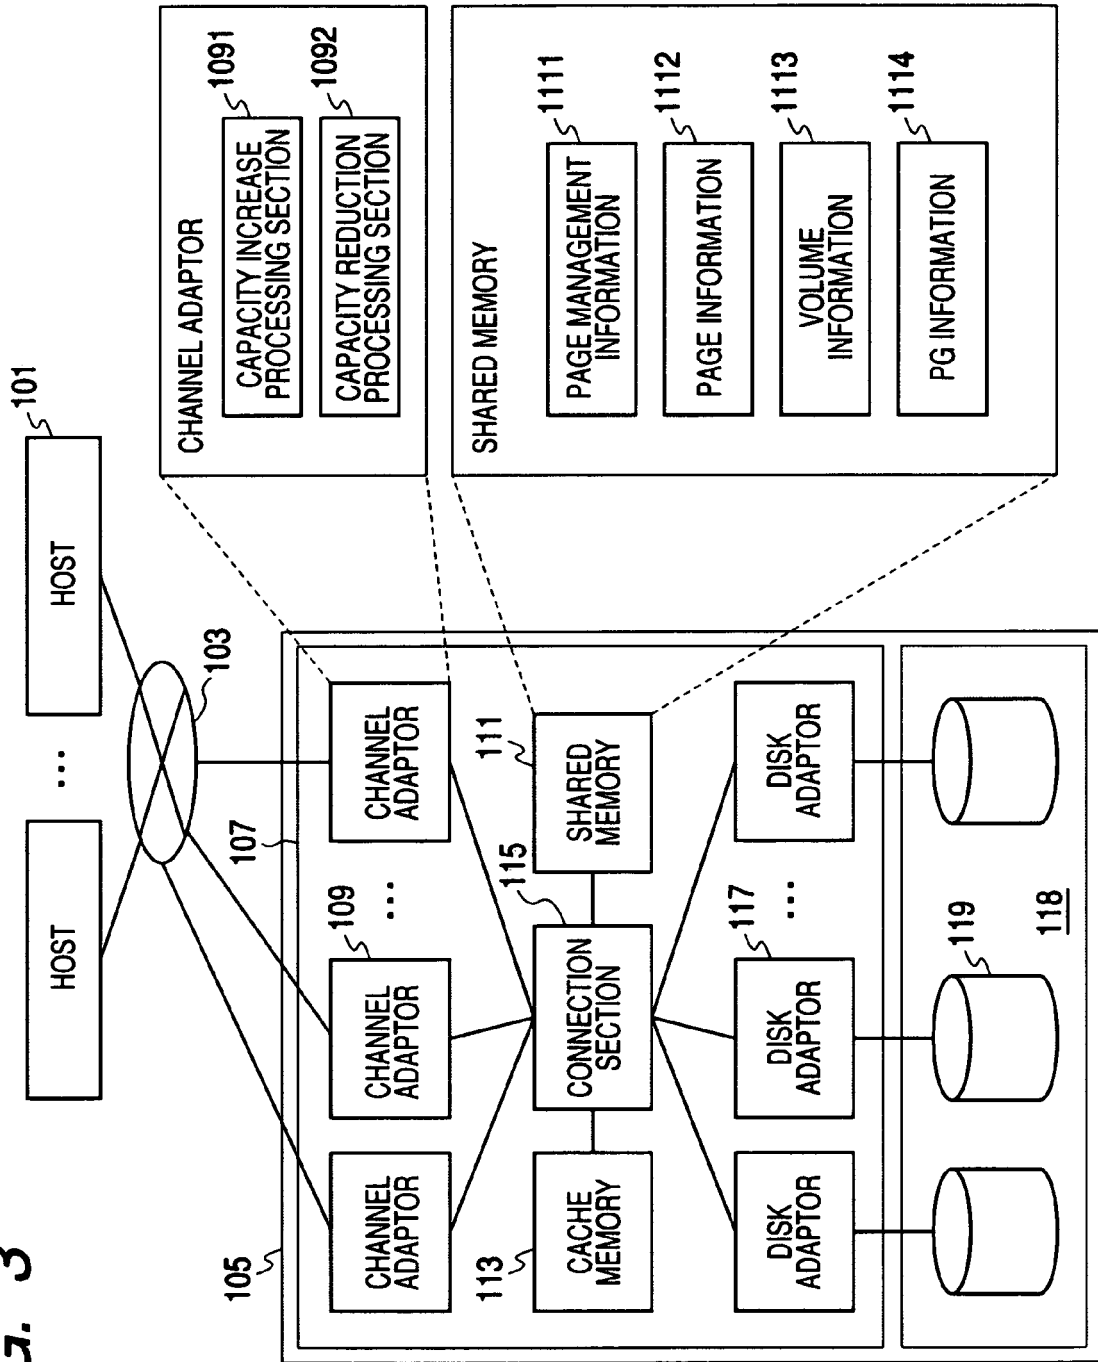 G. 3
HOST
...
HOST
101
103
105
107
CHANNEL
ADAPTOR
CHANNEL
ADAPTOR
109
...
CHANNEL
ADAPTOR
113
CACHE
MEMORY
CONNECTION
SECTION
115
SHARED
MEMORY
111
DISK
ADAPTOR
DISK
ADAPTOR
117
...
DISK
ADAPTOR
119
118
CHANNEL ADAPTOR
CAPACITY INCREASE
PROCESSING SECTION
1091
CAPACITY REDUCTION
PROCESSING SECTION
1092
SHARED MEMORY
PAGE MANAGEMENT
INFORMATION
1111
PAGE INFORMATION
1112
VOLUME
INFORMATION
1113
PG INFORMATION
1114